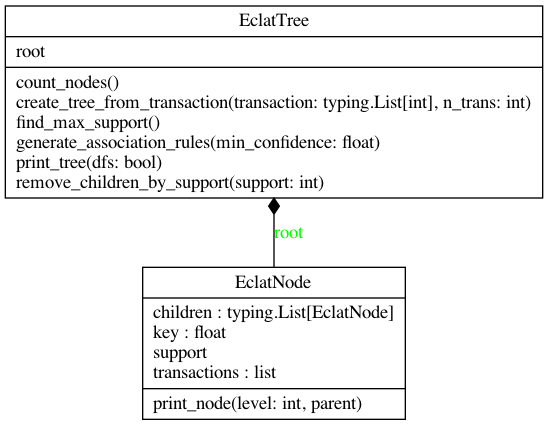 EclatTree
root
count_nodes()
create_tree_from_transaction(transaction: typing.List[int], n_trans: int)
find_max_support()
generate_association_rules(min_confidence: float)
print_tree(dfs: bool)
remove_children_by_support(support: int)
root
EclatNode
children : typing.List[EclatNode]
key : float
support
transactions : list
print_node(level: int, parent)